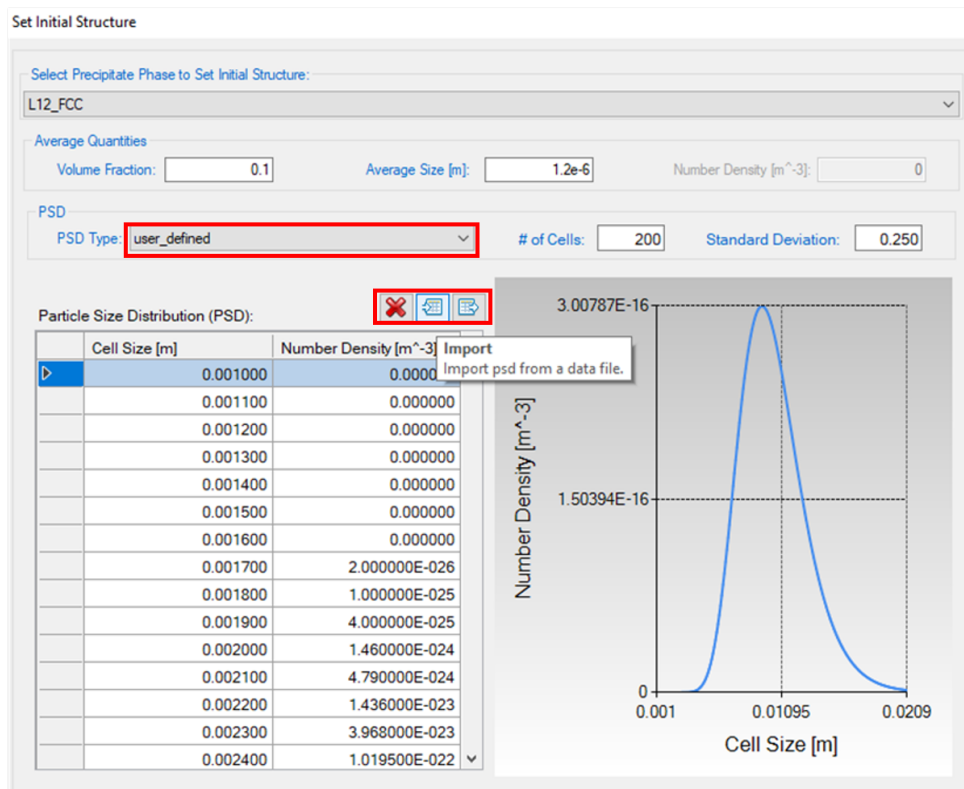 Set Initial Structure
Select Precipitate Phase to Set Initial Structure:
L12_FCC
Average Quantities
Volume Fraction: 0.1 Average Size [m]: 1.2e-6 Number Density [m^-3]: 0
PSD
PSD Type: user_defined # of Cells: 200 Standard Deviation: 0.250
Particle Size Distribution (PSD):
Cell Size [m] Number Density [m^-3]
Import
Import psd from a data file.
0.001000 0.0000
0.001100 0.000000
0.001200 0.000000
0.001300 0.000000
0.001400 0.000000
0.001500 0.000000
0.001600 0.000000
0.001700 2.000000E-026
0.001800 1.000000E-025
0.001900 4.000000E-025
0.002000 1.460000E-024
0.002100 4.790000E-024
0.002200 1.436000E-023
0.002300 3.968000E-023
0.002400 1.019500E-022
3.00787E-16
1.50394E-16
0
Number Density [m^-3]
0.001 0.01095 0.0209
Cell Size [m]